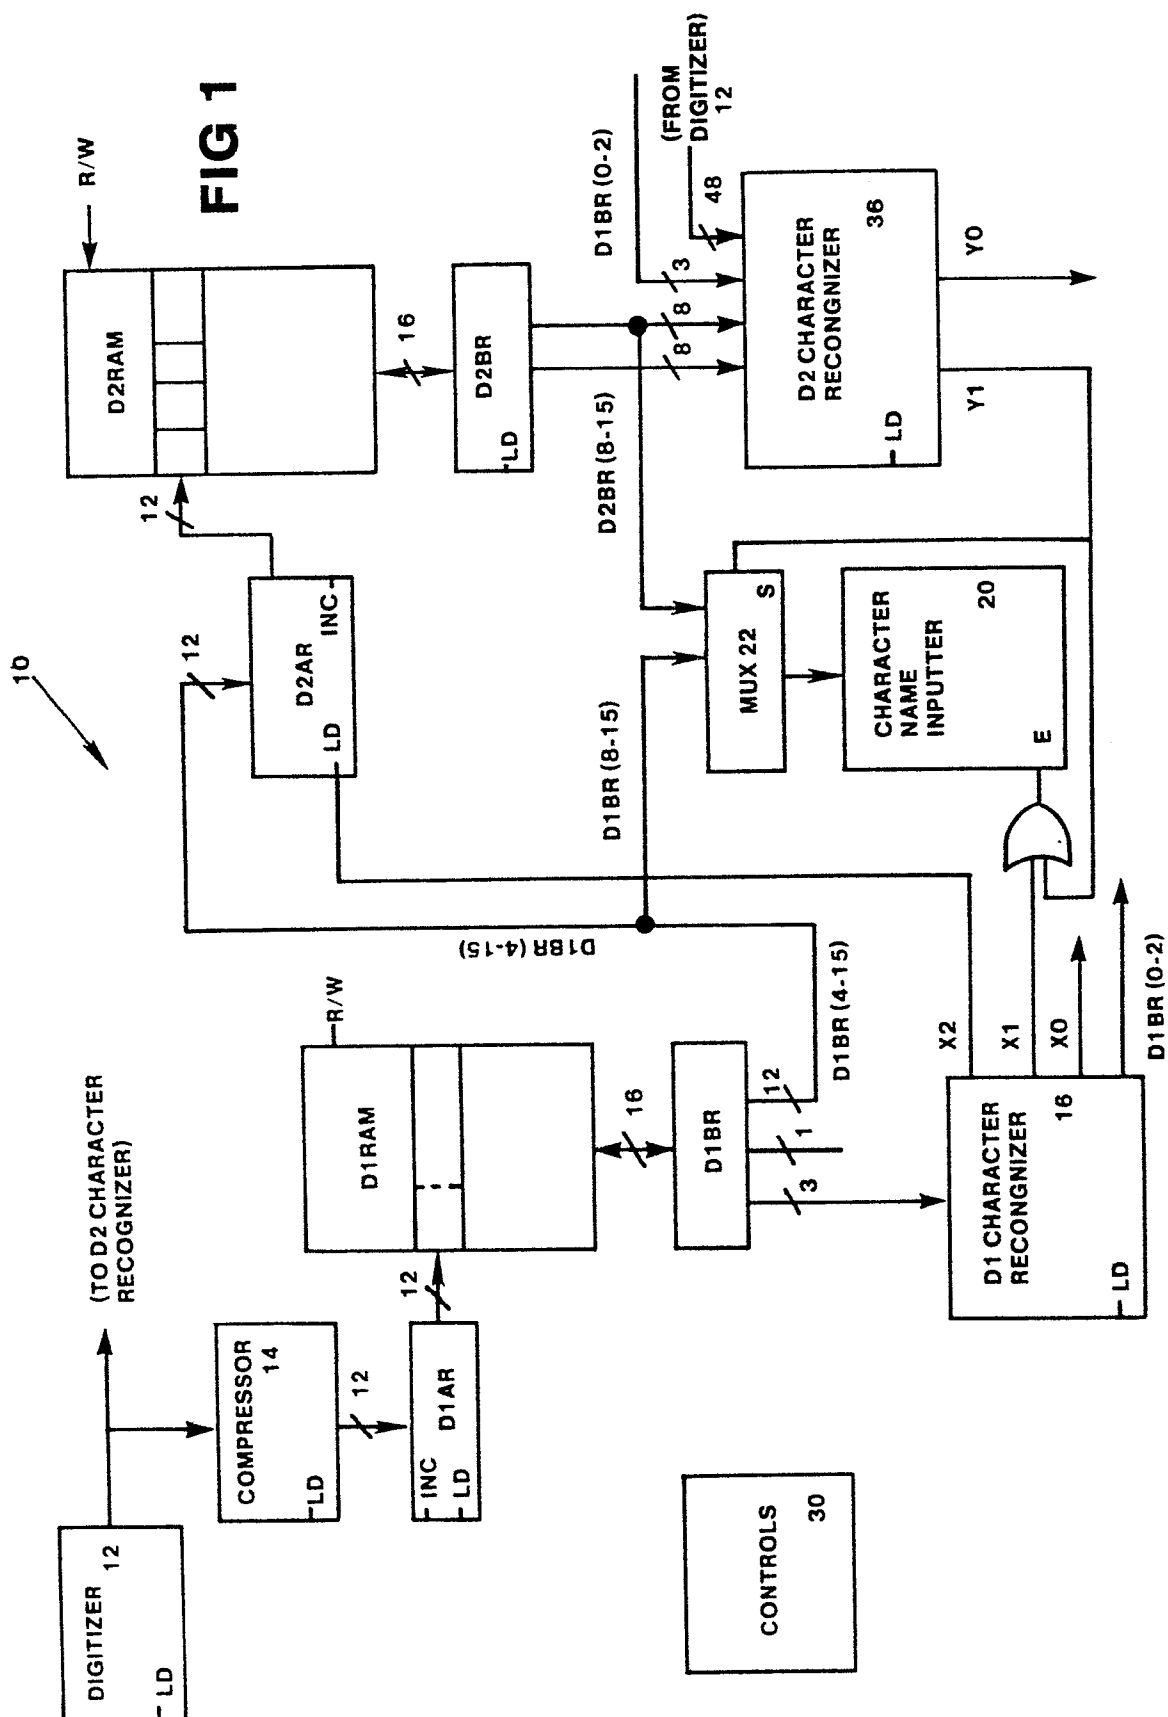 FIG 1
10
DIGITIZER
12
LD
(TO D2 CHARACTER
RECOGNIZER)
COMPRESSOR
14
LD
12
INC
D1AR
LD
12
D1RAM
R/W
16
D1BR
3
1
12
D1BR (4-15)
D1BR (4-15)
D1 CHARACTER
RECONGNIZER
16
LD
X2
X1
X0
D1BR (0-2)
CONTROLS
30
12
D2AR
LD
INC
12
D2RAM
R/W
16
D2BR
LD
D1BR (8-15)
D2BR (8-15)
D1BR (0-2)
(FROM
DIGITIZER)
12
8
8
3
48
MUX 22
S
CHARACTER
NAME
INPUTTER
20
E
D2 CHARACTER
RECONGNIZER
36
LD
Y1
Y0